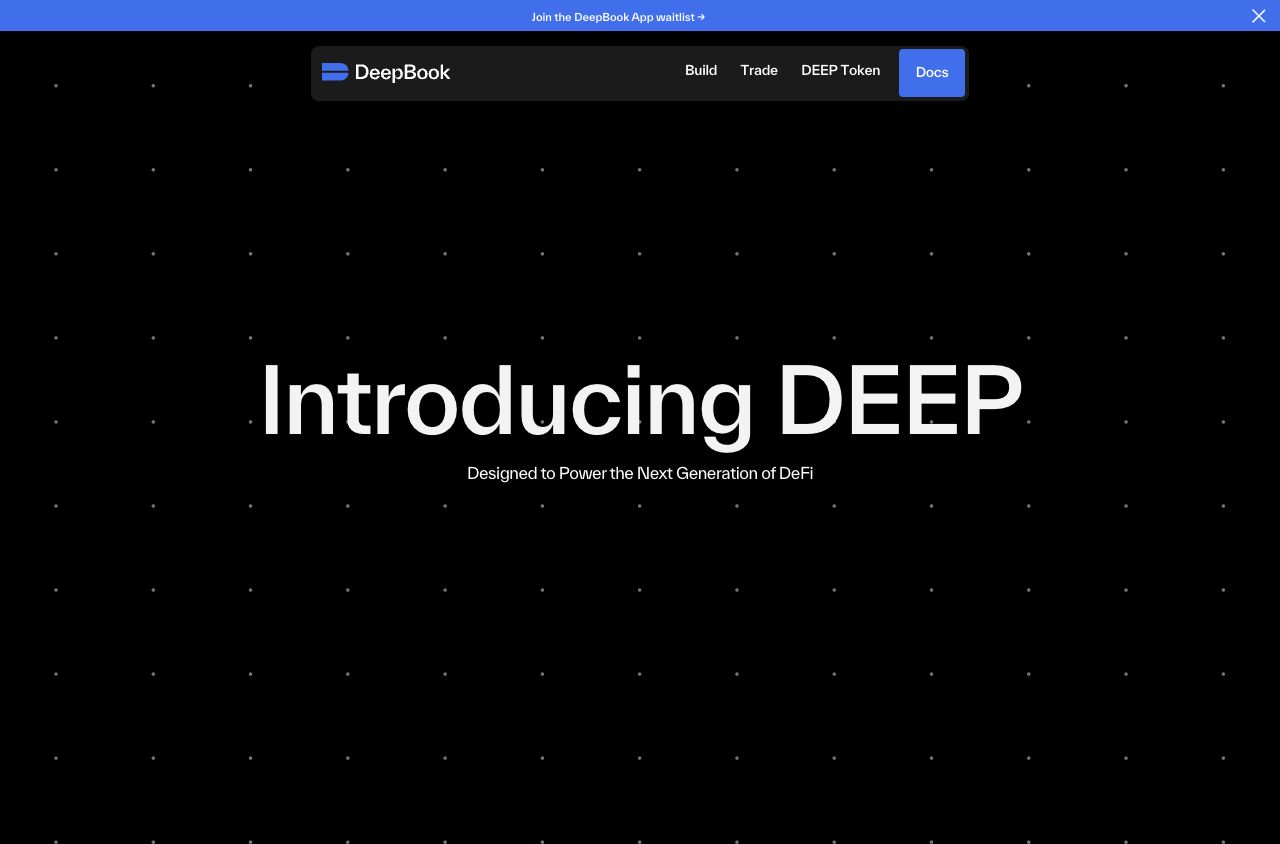 Join the DeepBook App waitlist →
DeepBook
Build
Trade
DEEP Token
Docs
Introducing DEEP
Designed to Power the Next Generation of DeFi